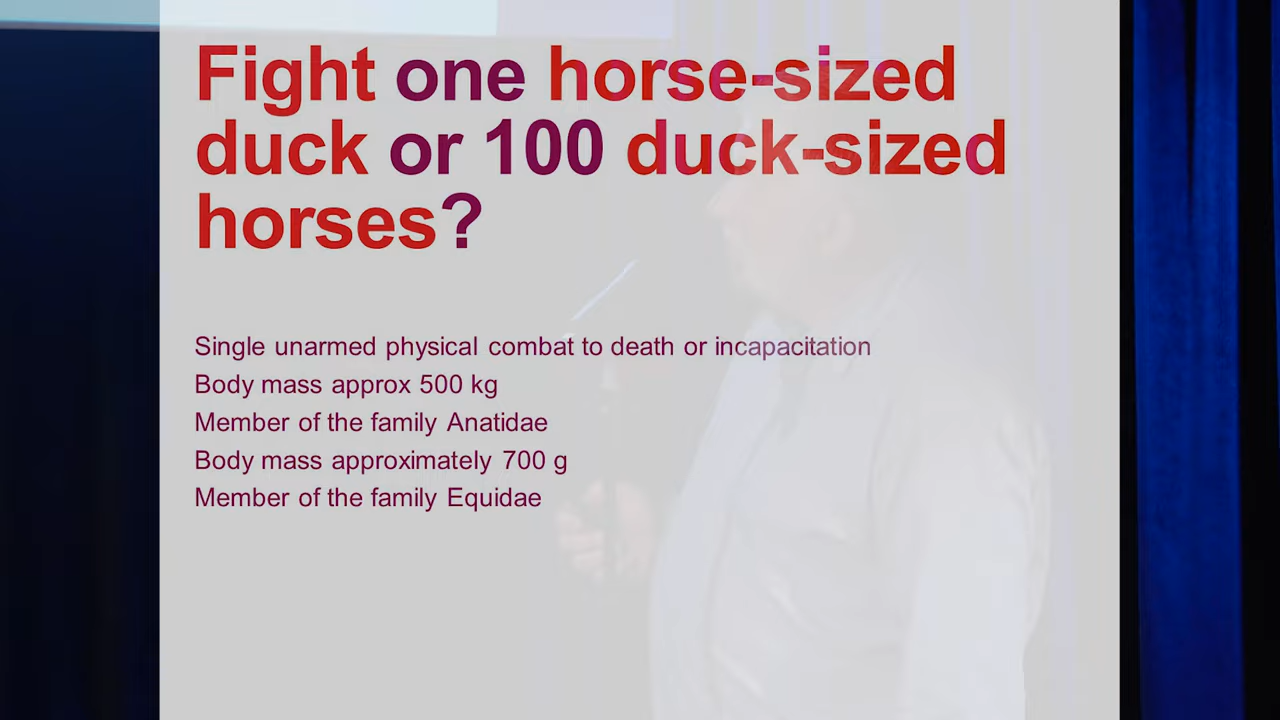 Fight one horse-sized
duck or 100 duck-sized
horses?
Single unarmed physical combat to death or incapacitation
Body mass approx 500 kg
Member of the family Anatidae
Body mass approximately 700 g
Member of the family Equidae